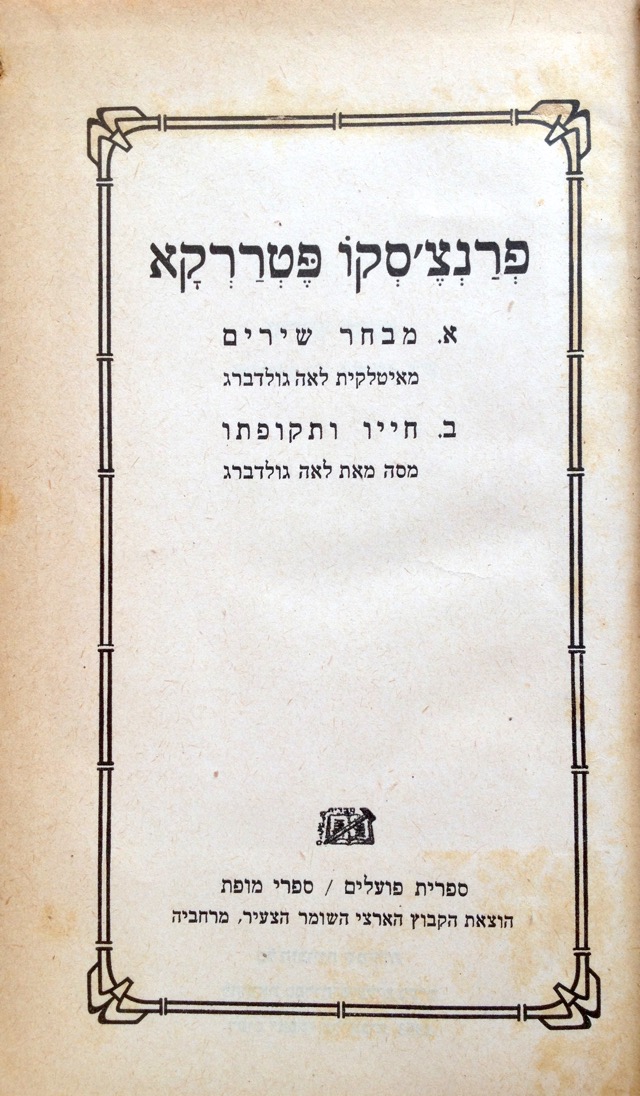 פְרַנְצֶ'סְקוֹ פֶּטְרַרְקָא
א. מבחר שירים
מאיטלקית לאה גולדברג
ב. חייו ותקופתו
מסה מאת לאה גולדברג
ספרית פועלים / ספרי מופת
הוצאת הקבוץ הארצי השומר הצעיר, מרחביה